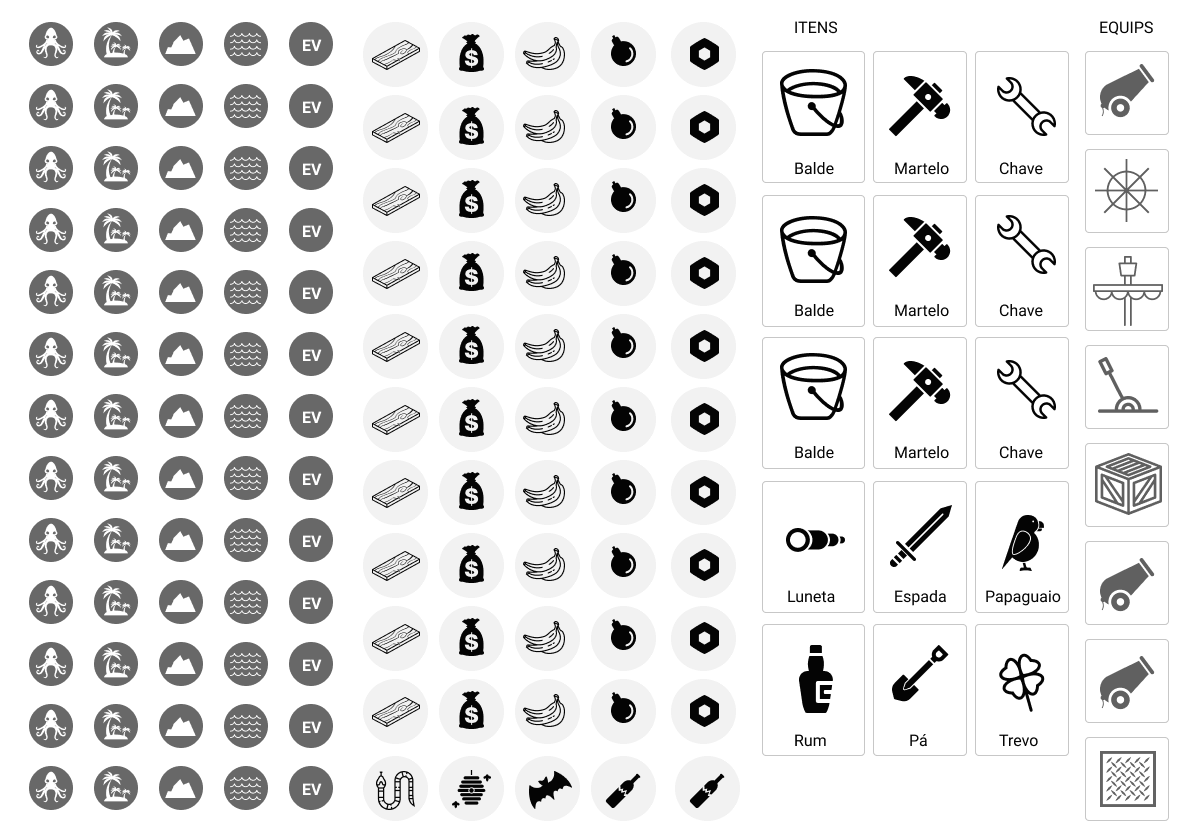 ITENS EQUIPS
EV
EV
EV
EV
EV
EV
EV
EV
EV
EV
EV
EV
EV
$
$
$
$
$
$
$
$
$
$
Balde Martelo Chave
Balde Martelo Chave
Balde Martelo Chave
Luneta Espada Papaguaio
Rum Pá Trevo